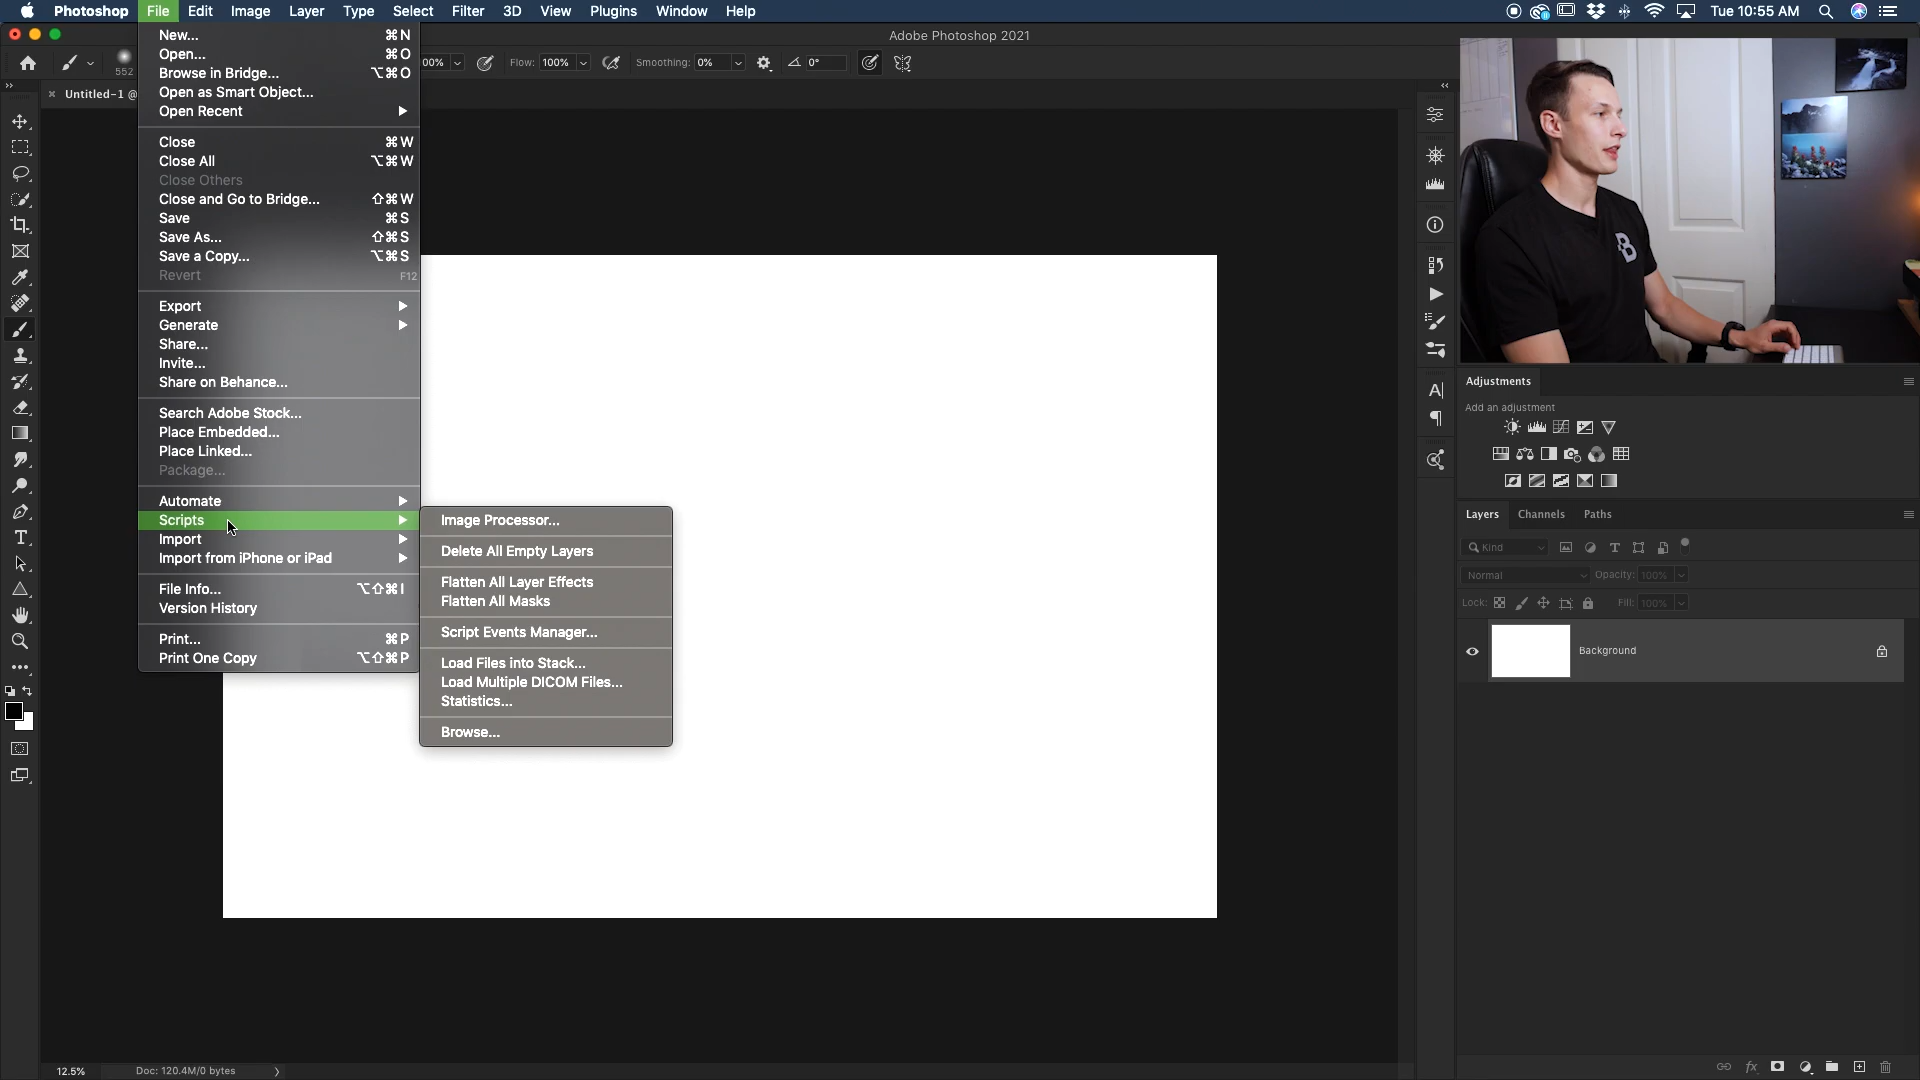 Photoshop File Edit Image Layer Type Select Filter 3D View Plugins Window Help Tue 10:55 AM
Adobe Photoshop 2021
552 00% Flow: 100% Smoothing: 0% 0°
× Untitled-1 @
New... ⌘N
Open... ⌘O
Browse in Bridge... ⌥⌘O
Open as Smart Object...
Open Recent
Close ⌘W
Close All ⌥⌘W
Close Others
Close and Go to Bridge... ⇧⌘W
Save ⌘S
Save As... ⇧⌘S
Save a Copy... ⌥⌘S
Revert F12
Export
Generate
Share...
Invite...
Share on Behance...
Search Adobe Stock...
Place Embedded...
Place Linked...
Package...
Automate
Scripts
Import
Import from iPhone or iPad
File Info... ⌥⇧⌘I
Version History
Print... ⌘P
Print One Copy ⌥⇧⌘P
Image Processor...
Delete All Empty Layers
Flatten All Layer Effects
Flatten All Masks
Script Events Manager...
Load Files into Stack...
Load Multiple DICOM Files...
Statistics...
Browse...
B
Adjustments
Add an adjustment
Layers Channels Paths
Kind
Normal Opacity: 100%
Lock: Fill: 100%
Background
fx
12.5% Doc: 120.4M/0 bytes